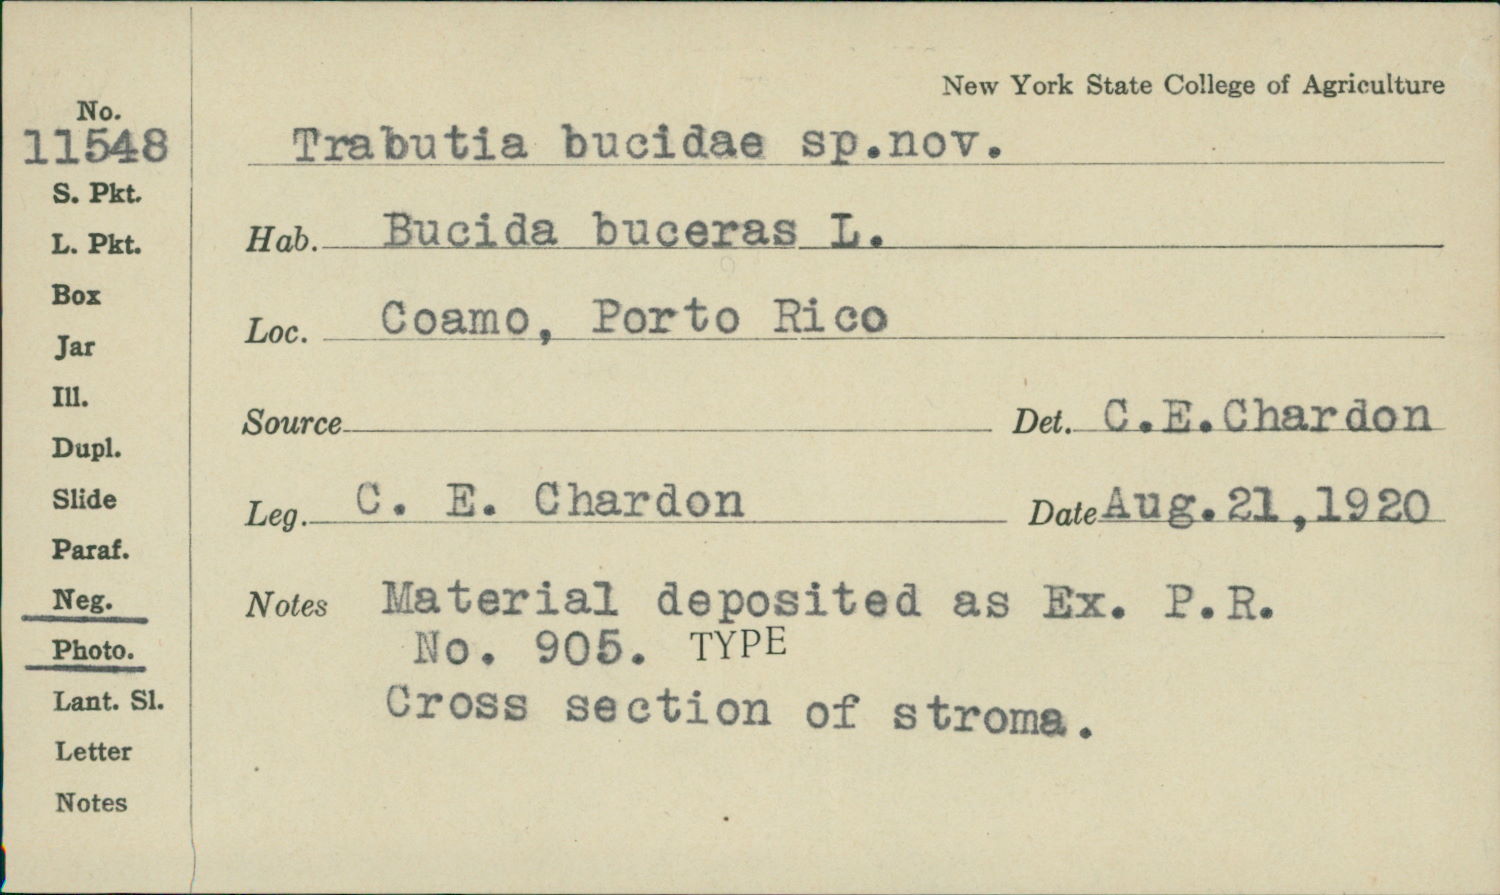 New York State College of Agriculture
No.
11548
Trabutia bucidae sp.nov.
S. Pkt.
L. Pkt.
Box
Jar
Ill.
Dupl.
Slide
Paraf.
Neg.
Photo.
Lant. Sl.
Letter
Notes
Hab. Bucida buceras L.
Loc. Coamo, Porto Rico
Source Det. C.E.Chardon
Leg. C. E. Chardon Date Aug.21,1920
Notes Material deposited as Ex. P.R.
No. 905. TYPE
Cross section of stroma.